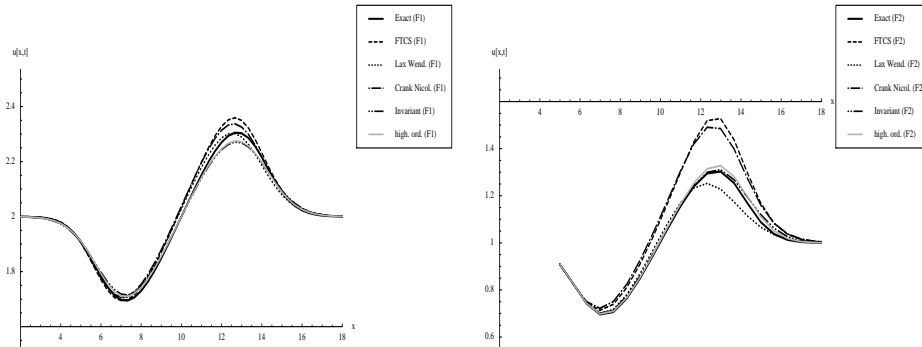 Exact (F1)
FTCS (F1)
Lax Wend. (F1)
Crank Nicol. (F1)
Invariant (F1)
high. ord. (F1)
u[x,t]
2.4
2.2
2
1.8
4 6 8 10 12 14 16 18
x
Exact (F2)
FTCS (F2)
Lax Wend. (F2)
Crank Nicol. (F2
Invariant (F2)
high. ord. (F2)
u[x,t]
4 6 8 10 12 14 16 18
x
1.4
1.2
1
0.8
0.6